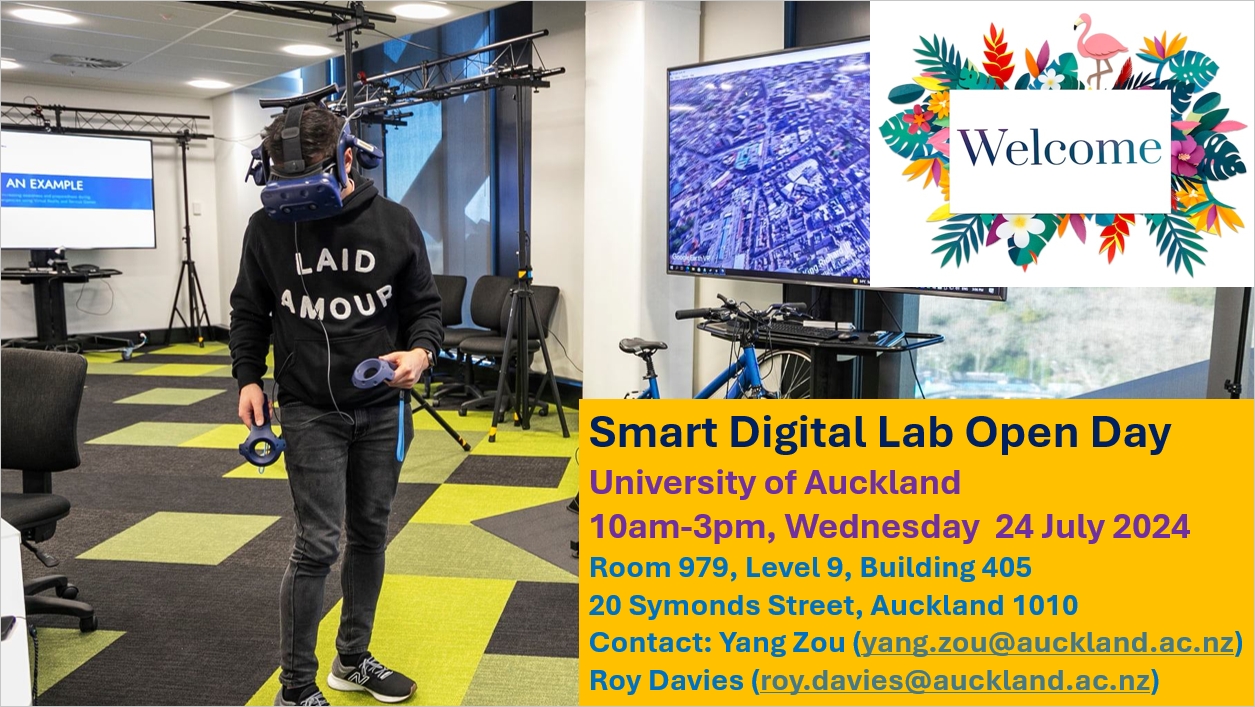 AN EXAMPLE
LAID
AMOUR
Welcome
Smart Digital Lab Open Day
University of Auckland
10am-3pm, Wednesday 24 July 2024
Room 979, Level 9, Building 405
20 Symonds Street, Auckland 1010
Contact: Yang Zou (yang.zou@auckland.ac.nz)
Roy Davies (roy.davies@auckland.ac.nz)